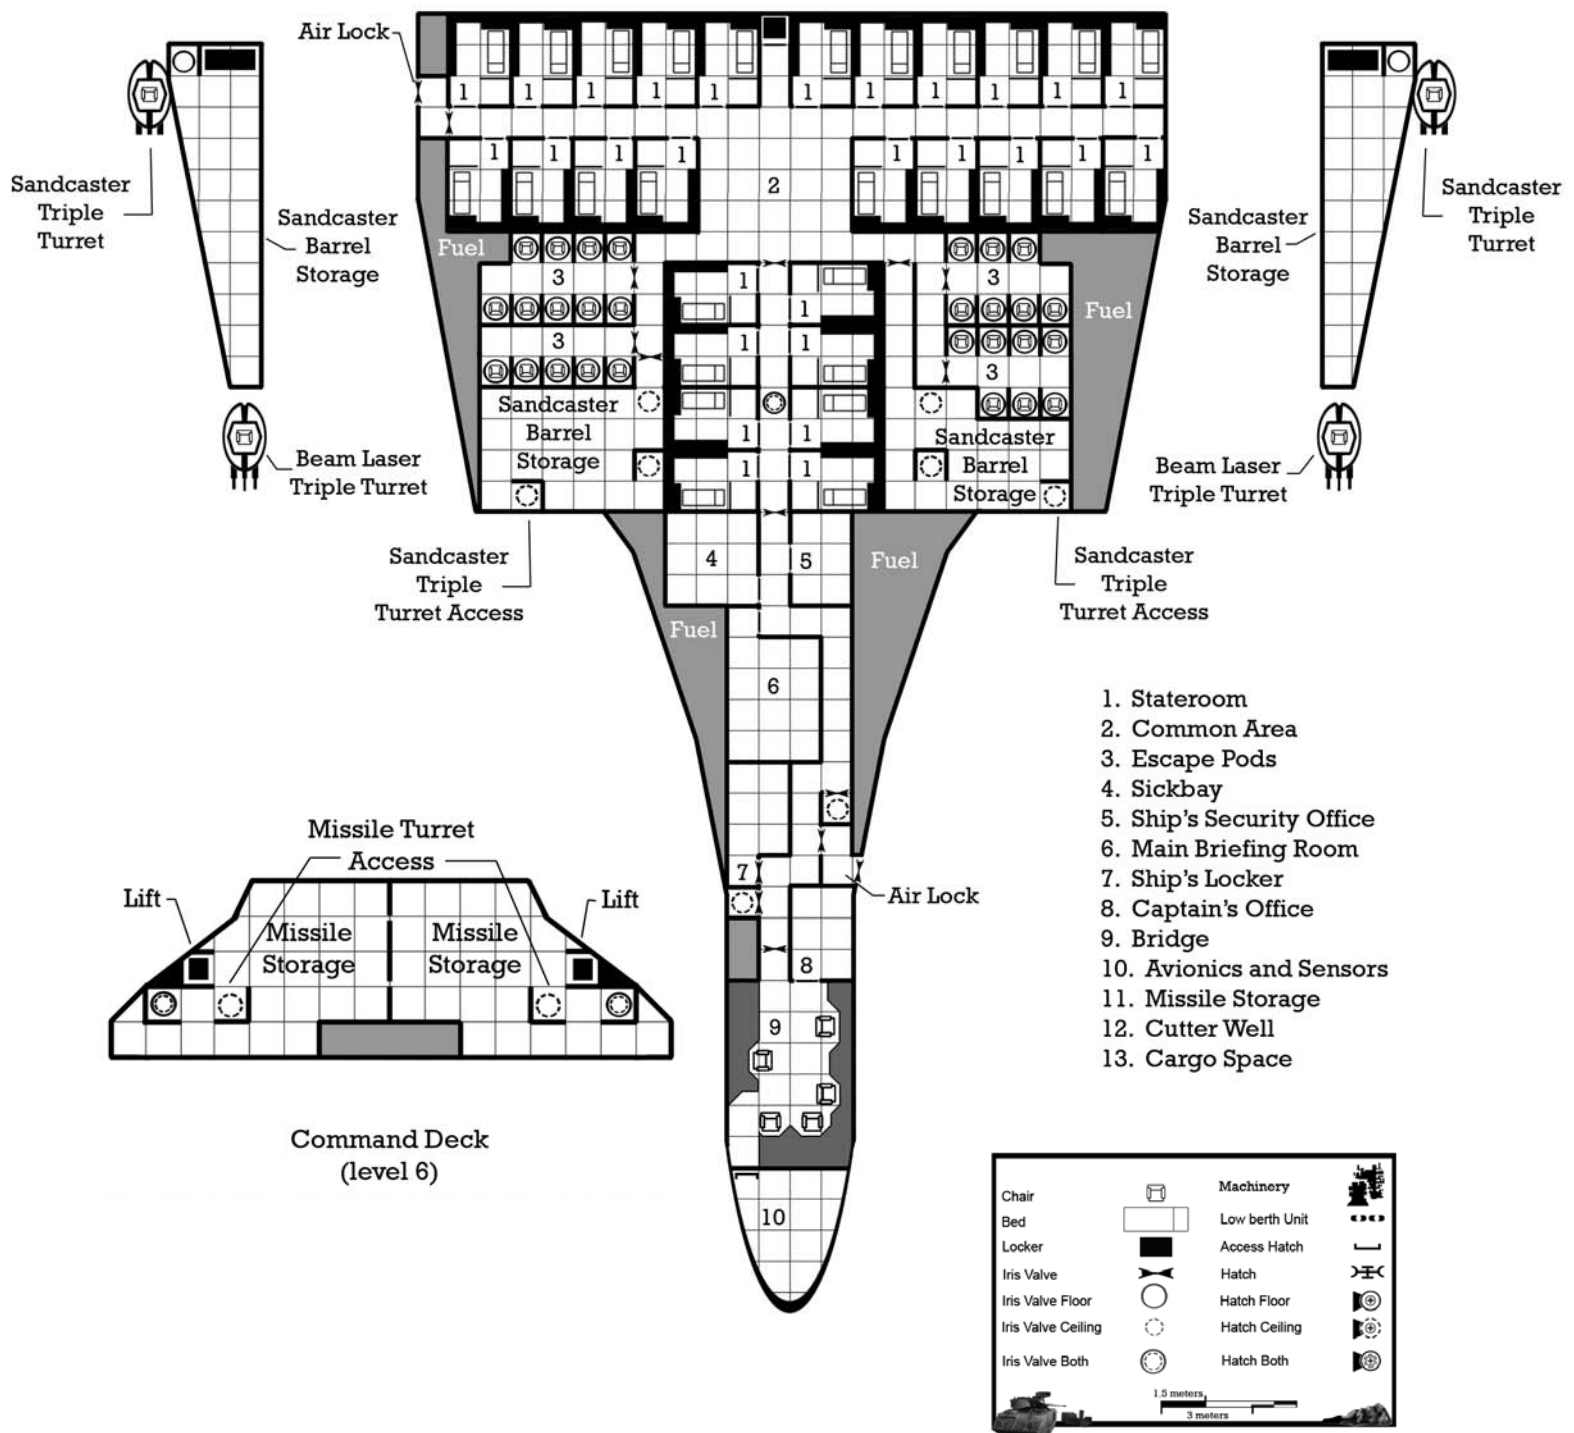 Air Lock
1 1 1 1 1 1 1 1 1 1 1
1 1 1 1 1 1 1 1 1
2
Sandcaster
Triple
Turret
Sandcaster
Barrel
Storage
Sandcaster
Barrel
Storage
Sandcaster
Triple
Turret
Fuel
3
1
1
3
Fuel
3
1
1
3
Sandcaster
Barrel
Storage
1
1
Sandcaster
Barrel
Storage
1
1
Beam Laser
Triple Turret
Beam Laser
Triple Turret
Sandcaster
Triple
Turret Access
4
5
Fuel
Sandcaster
Triple
Turret Access
Fuel
6
7
Air Lock
8
9
10
1. Stateroom
2. Common Area
3. Escape Pods
4. Sickbay
5. Ship's Security Office
6. Main Briefing Room
7. Ship's Locker
8. Captain's Office
9. Bridge
10. Avionics and Sensors
11. Missile Storage
12. Cutter Well
13. Cargo Space
Missile Turret
Access
Lift
Lift
Missile
Storage
Missile
Storage
Command Deck
(level 6)
Chair
Machinery
Bed
Low berth Unit
Locker
Access Hatch
Iris Valve
Hatch
Iris Valve Floor
Hatch Floor
Iris Valve Ceiling
Hatch Ceiling
Iris Valve Both
Hatch Both
1.5 meters
3 meters